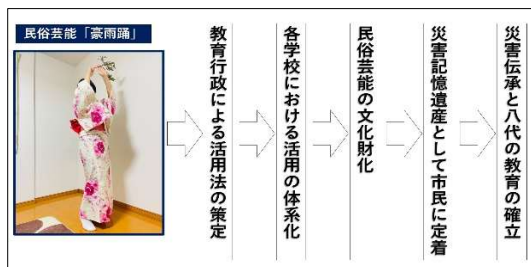 民俗芸能「豪雨踊」
教育行政による活用法の策定
各学校における活用の体系化
民俗芸能の文化財化
災害記憶遺産として市民に定着
災害伝承と八代の教育の確立